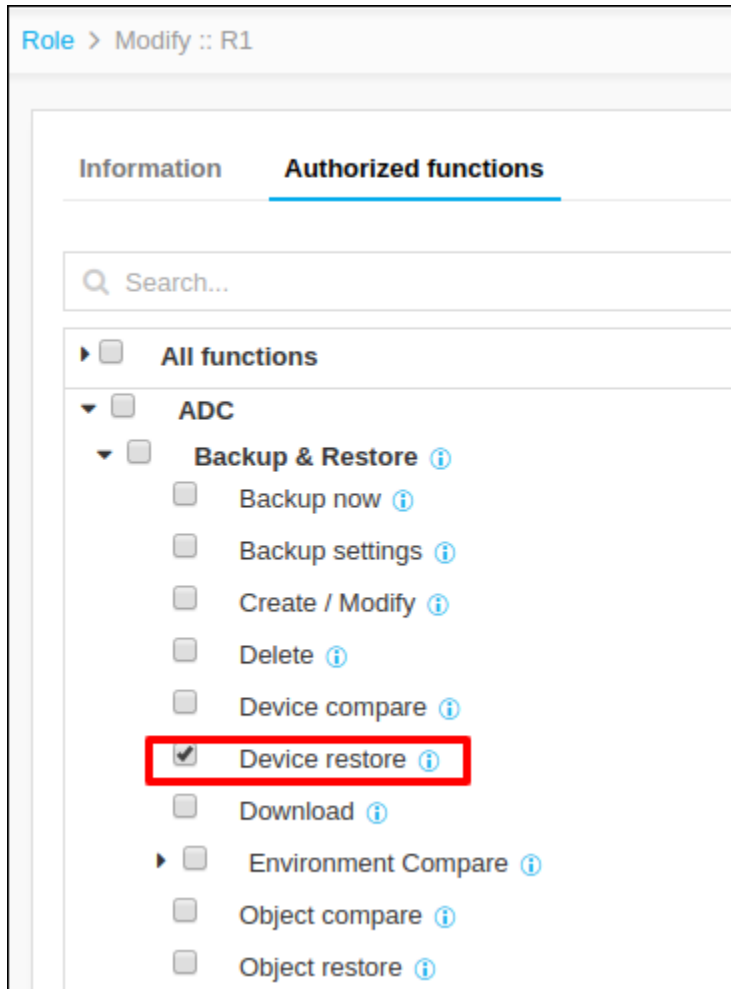 Role > Modify :: R1
Information Authorized functions
Search...
All functions
ADC
Backup & Restore
Backup now
Backup settings
Create / Modify
Delete
Device compare
Device restore
Download
Environment Compare
Object compare
Object restore